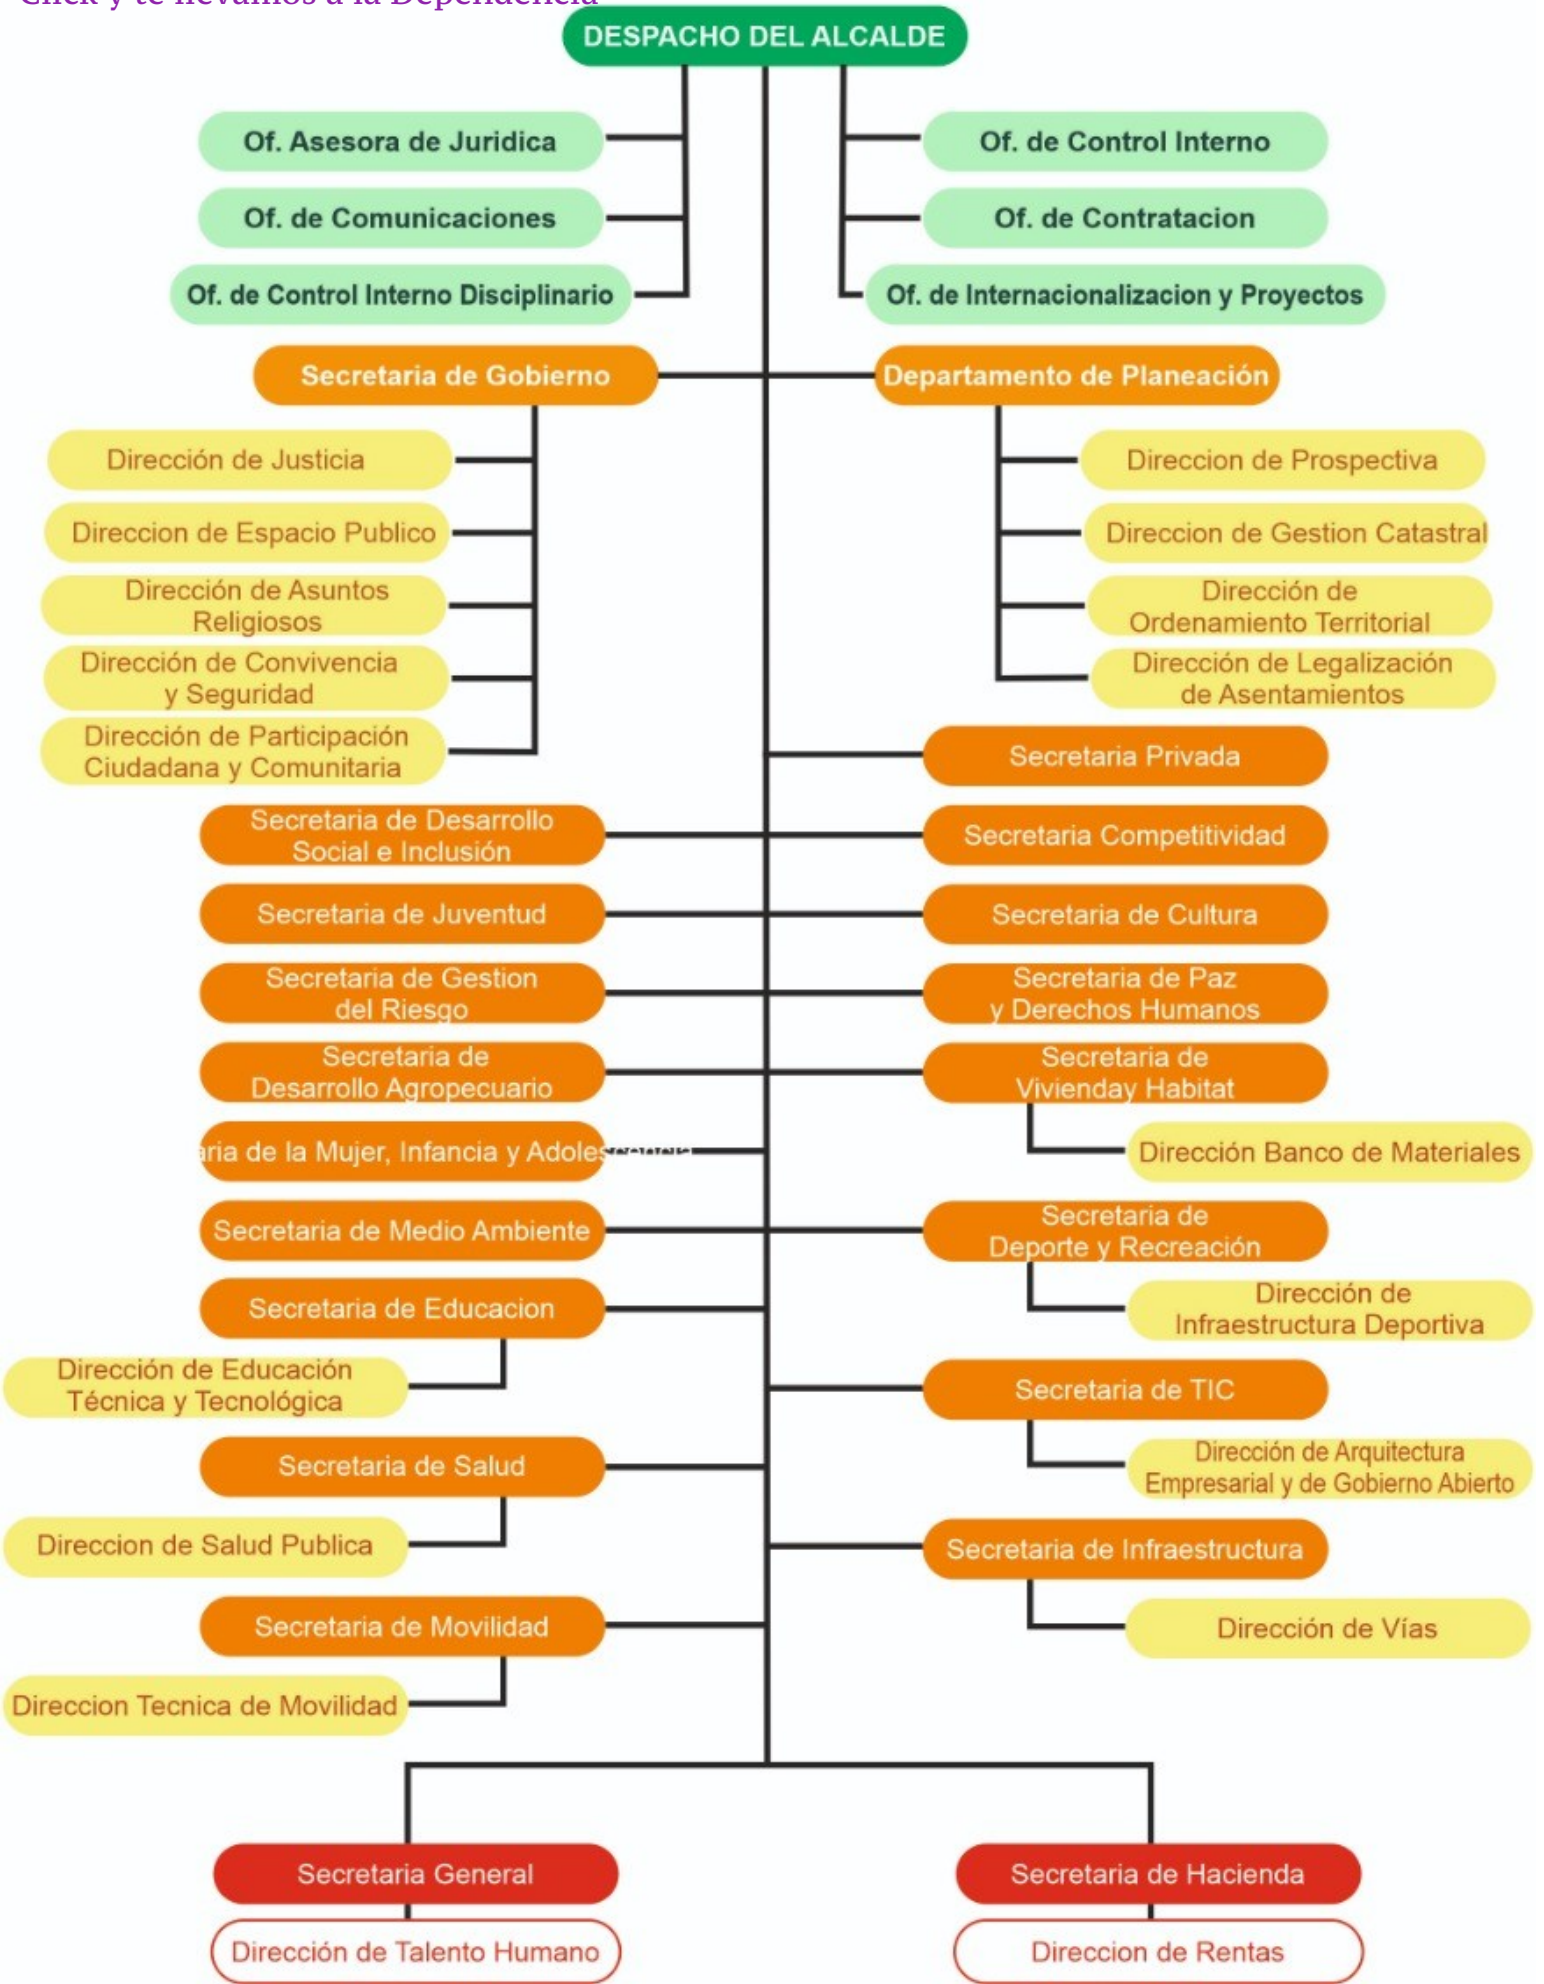 Click y te llevamos a la Dependencia
DESPACHO DEL ALCALDE
Of. Asesora de Juridica
Of. de Control Interno
Of. de Comunicaciones
Of. de Contratacion
Of. de Control Interno Disciplinario
Of. de Internacionalizacion y Proyectos
Secretaria de Gobierno
Departamento de Planeación
Dirección de Justicia
Direccion de Prospectiva
Direccion de Espacio Publico
Direccion de Gestion Catastral
Dirección de Asuntos
Religiosos
Dirección de
Ordenamiento Territorial
Dirección de Convivencia
y Seguridad
Dirección de Legalización
de Asentamientos
Dirección de Participación
Ciudadana y Comunitaria
Secretaria Privada
Secretaria de Desarrollo
Social e Inclusión
Secretaria Competitividad
Secretaria de Juventud
Secretaria de Cultura
Secretaria de Gestion
del Riesgo
Secretaria de Paz
y Derechos Humanos
Secretaria de
Desarrollo Agropecuario
Secretaria de
Vivienday Habitat
aria de la Mujer, Infancia y Adolescencia
Dirección Banco de Materiales
Secretaria de Medio Ambiente
Secretaria de
Deporte y Recreación
Secretaria de Educacion
Dirección de
Infraestructura Deportiva
Dirección de Educación
Técnica y Tecnológica
Secretaria de TIC
Secretaria de Salud
Dirección de Arquitectura
Empresarial y de Gobierno Abierto
Direccion de Salud Publica
Secretaria de Infraestructura
Secretaria de Movilidad
Dirección de Vías
Direccion Tecnica de Movilidad
Secretaria General
Secretaria de Hacienda
Dirección de Talento Humano
Direccion de Rentas